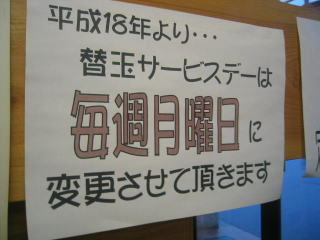 平成18年より・・・
替玉サービスデーは
毎週月曜日に
変更させて頂きます